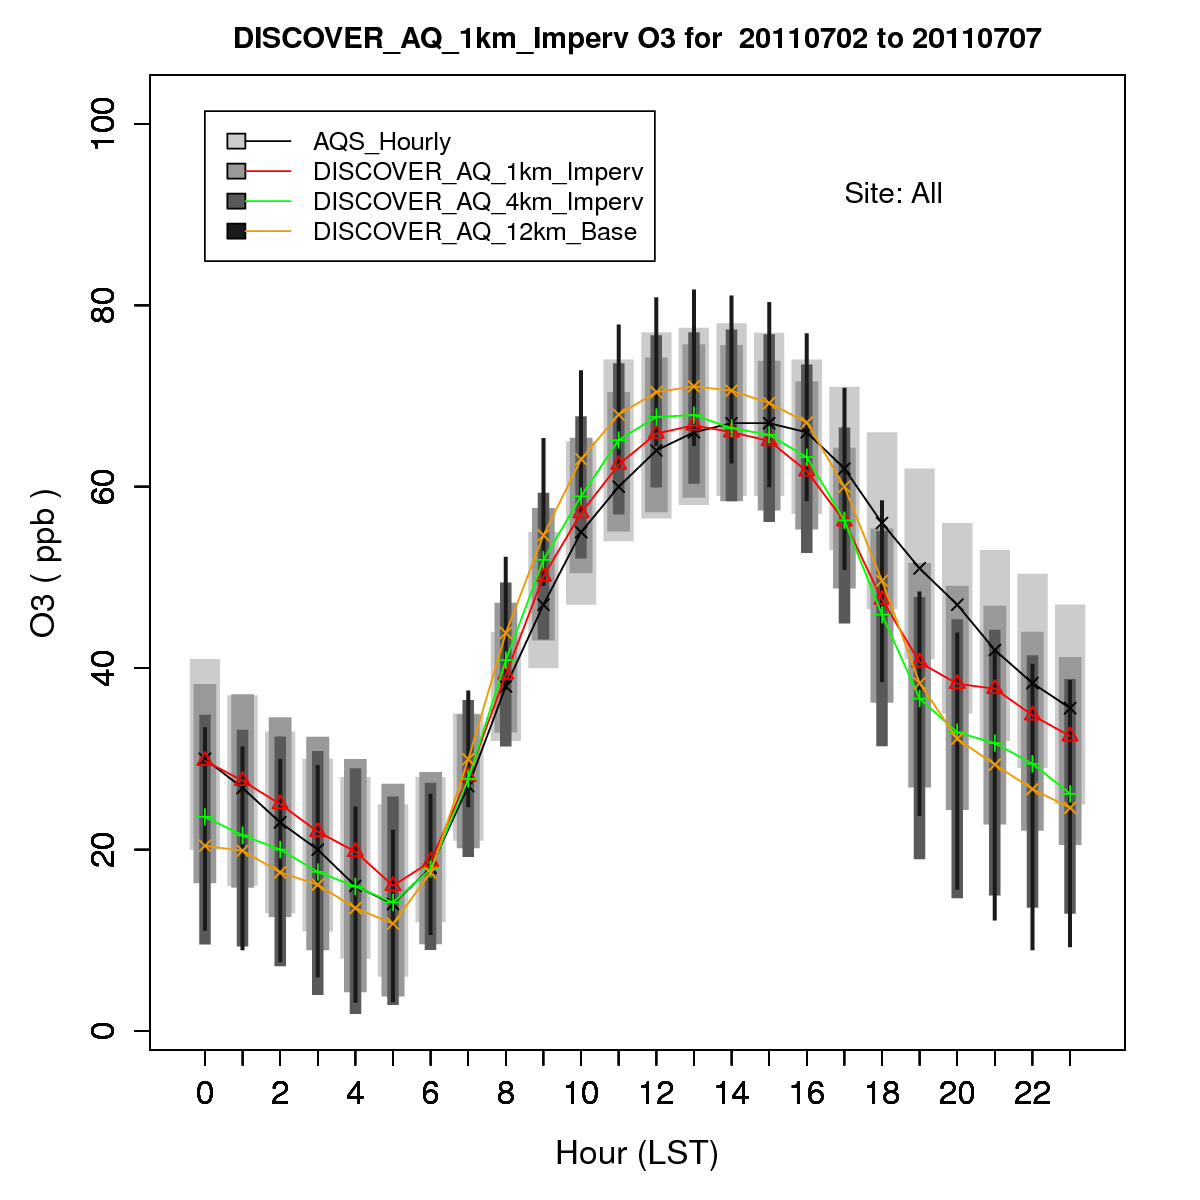 DISCOVER_AQ_1km_Imperv O3 for  20110702 to 20110707
AQS_Hourly
DISCOVER_AQ_1km_Imperv
DISCOVER_AQ_4km_Imperv
DISCOVER_AQ_12km_Base
Site: All
100
80
60
40
20
0
O3 ( ppb )
0 2 4 6 8 10 12 14 16 18 20 22
Hour (LST)